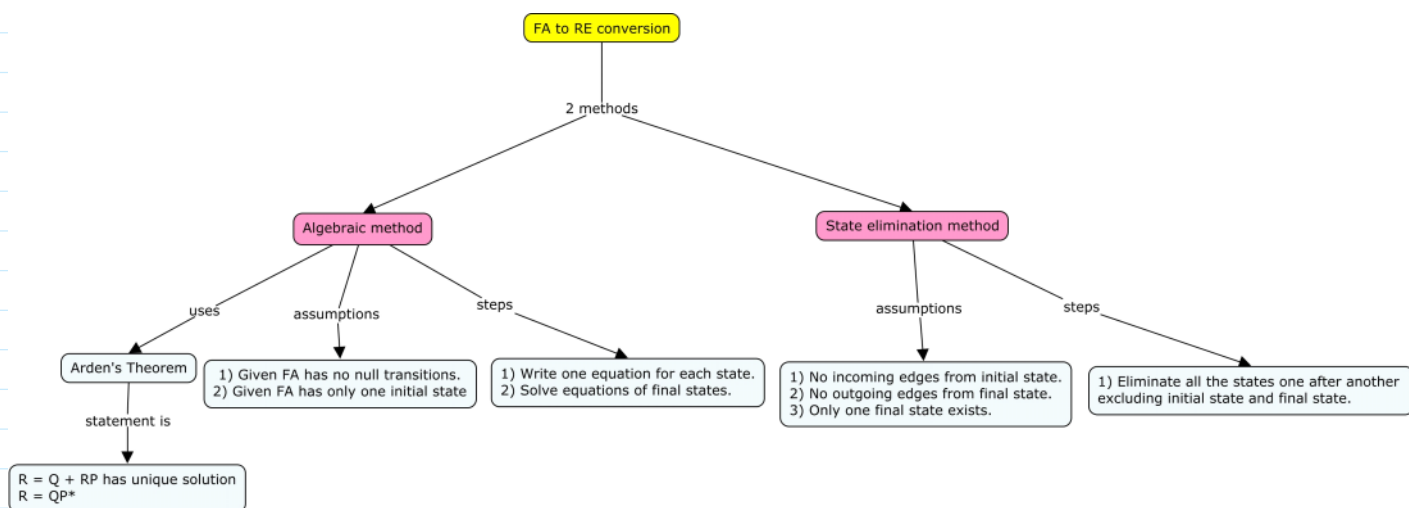 FA to RE conversion
2 methods
Algebraic method
State elimination method
uses
assumptions
steps
assumptions
steps
Arden's Theorem
1) Given FA has no null transitions.
2) Given FA has only one initial state
1) Write one equation for each state.
2) Solve equations of final states.
1) No incoming edges from initial state.
2) No outgoing edges from final state.
3) Only one final state exists.
1) Eliminate all the states one after another
excluding initial state and final state.
statement is
R = Q + RP has unique solution
R = QP*